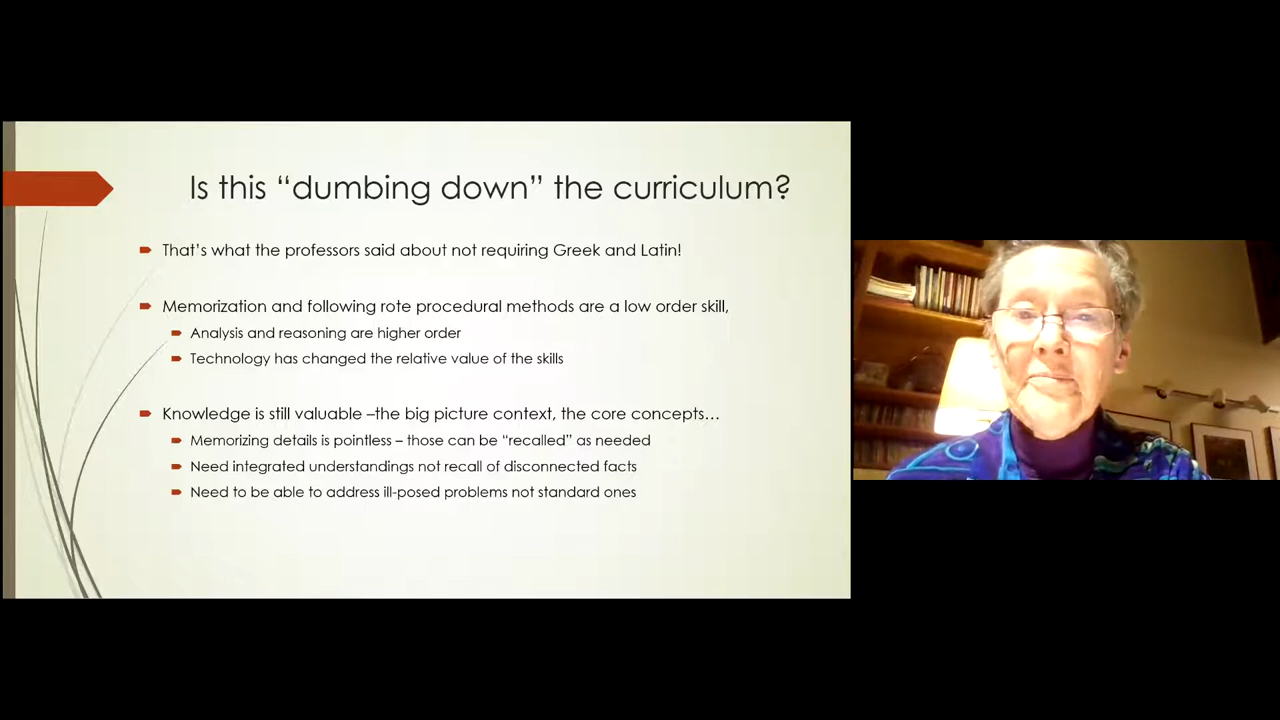 Is this “dumbing down” the curriculum?
That’s what the professors said about not requiring Greek and Latin!
Memorization and following rote procedural methods are a low order skill,
Analysis and reasoning are higher order
Technology has changed the relative value of the skills
Knowledge is still valuable –the big picture context, the core concepts…
Memorizing details is pointless – those can be “recalled” as needed
Need integrated understandings not recall of disconnected facts
Need to be able to address ill-posed problems not standard ones